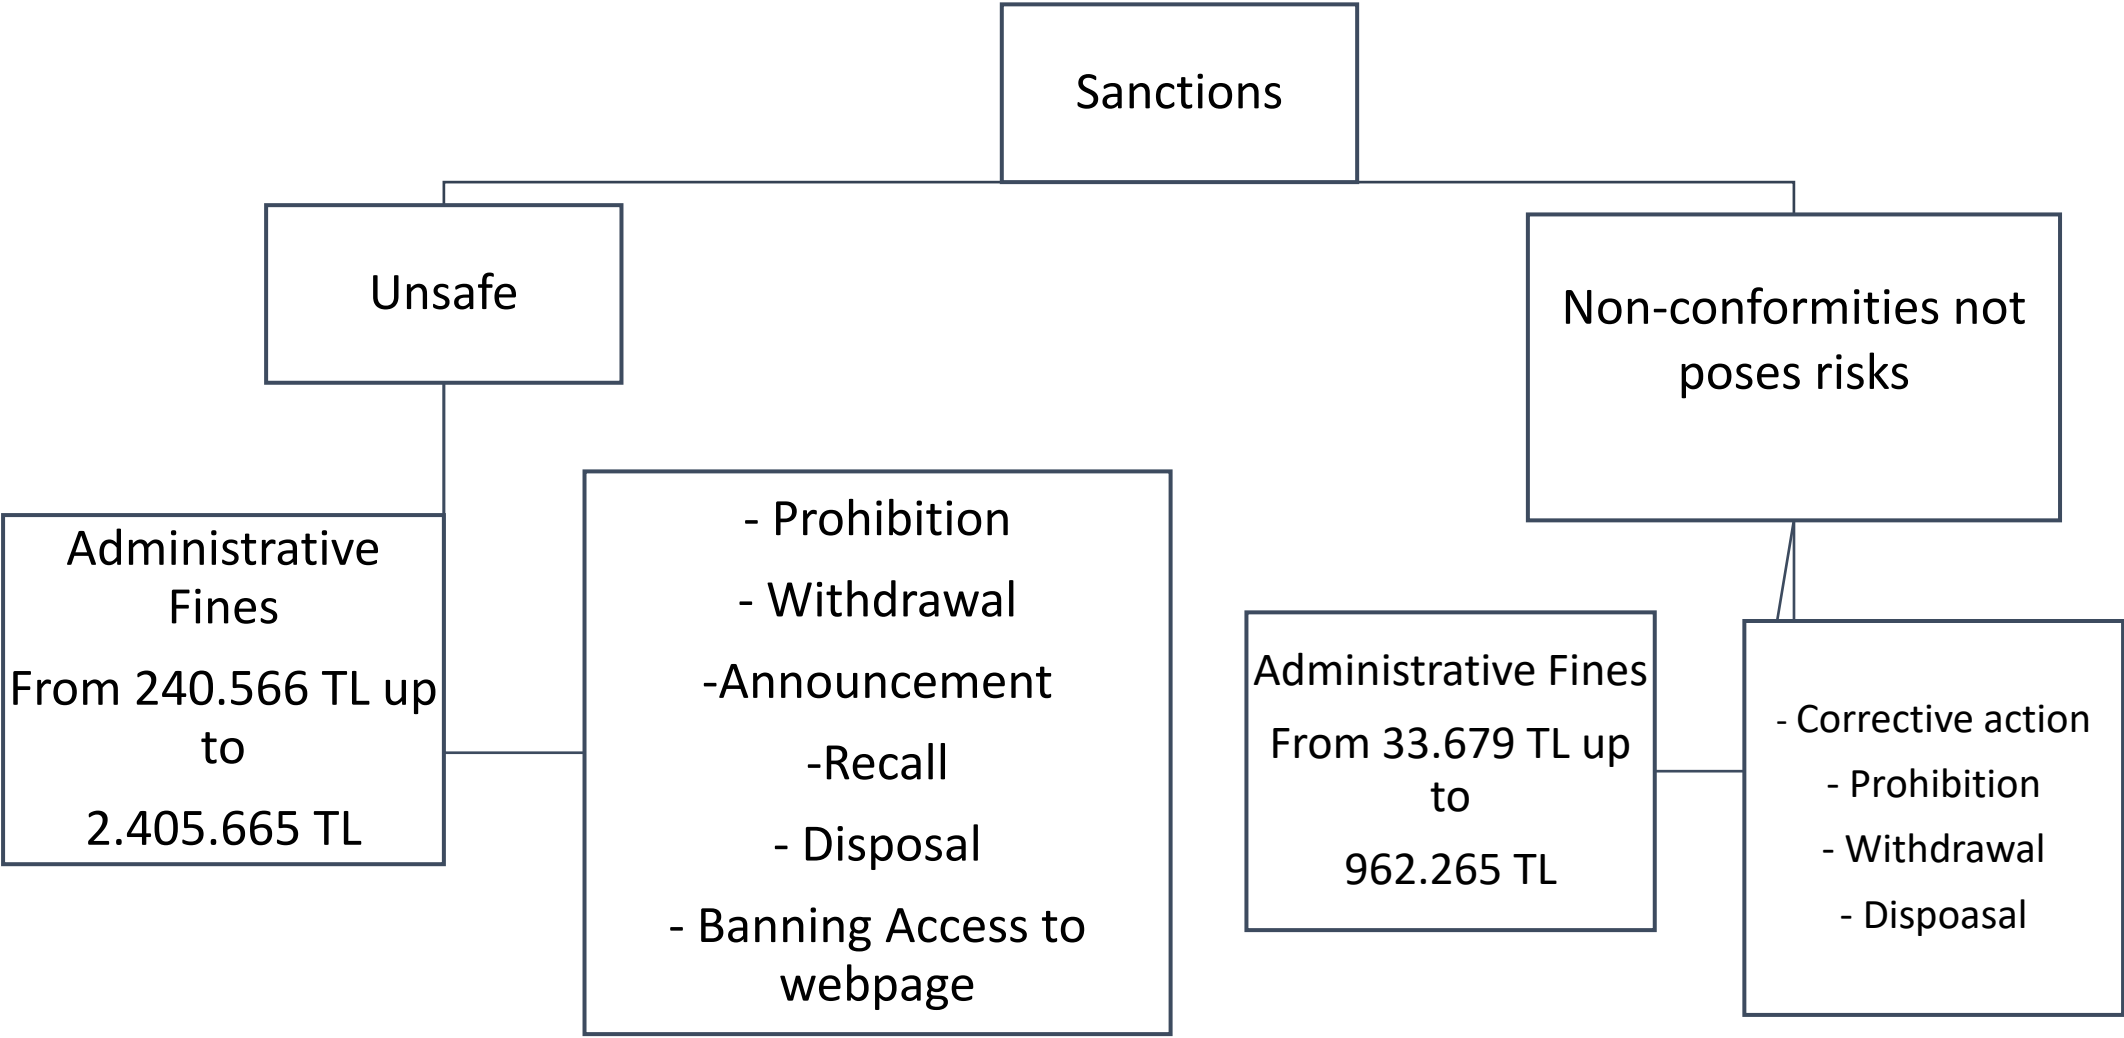 Sanctions
Unsafe
Non-conformities not
poses risks
Administrative
Fines
From 240.566 TL up
to
2.405.665 TL
- Prohibition
- Withdrawal
-Announcement
-Recall
- Disposal
- Banning Access to
webpage
Administrative Fines
From 33.679 TL up
to
962.265 TL
- Corrective action
- Prohibition
- Withdrawal
- Dispoasal